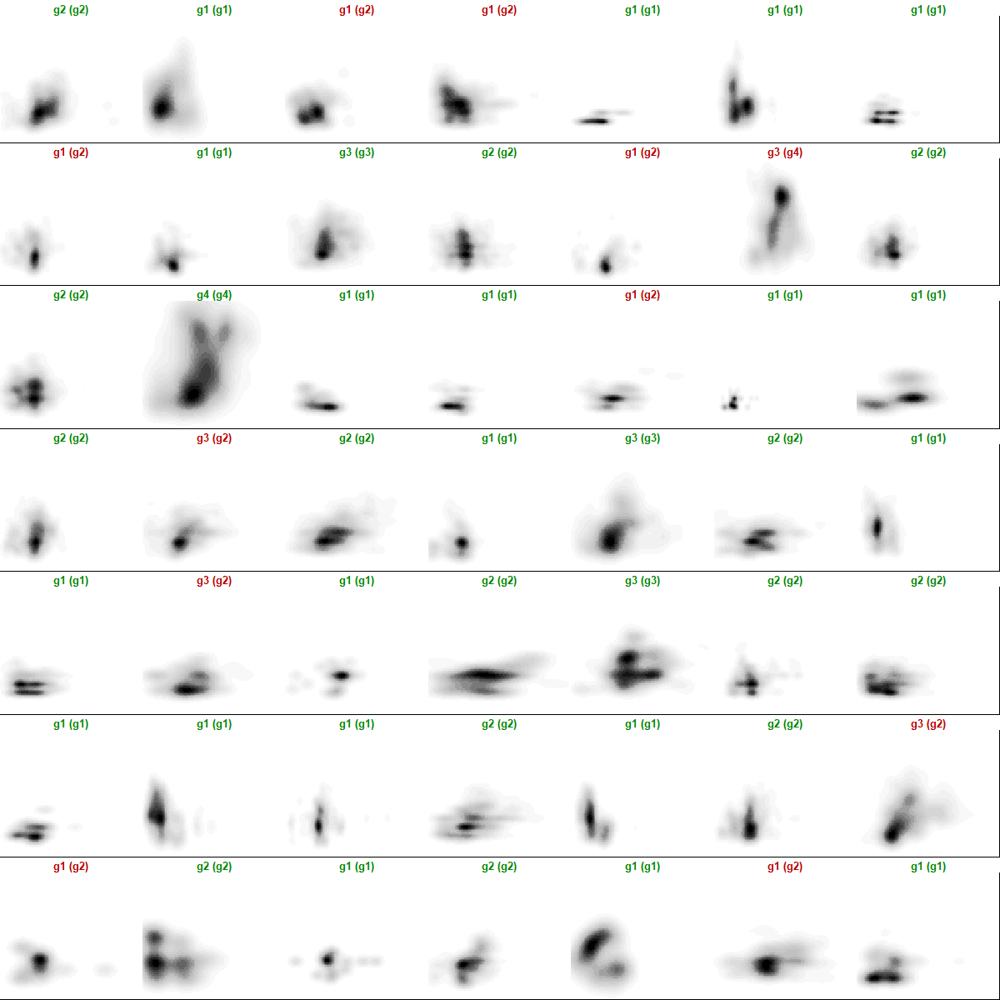 g2 (g2) g1 (g1) g1 (g2) g1 (g2) g1 (g1) g1 (g1) g1 (g1)
g1 (g2) g1 (g1) g3 (g3) g2 (g2) g1 (g2) g3 (g4) g2 (g2)
g2 (g2) g4 (g4) g1 (g1) g1 (g1) g1 (g2) g1 (g1) g1 (g1)
g2 (g2) g3 (g2) g2 (g2) g1 (g1) g3 (g3) g2 (g2) g1 (g1)
g1 (g1) g3 (g2) g1 (g1) g2 (g2) g3 (g3) g2 (g2) g2 (g2)
g1 (g1) g1 (g1) g1 (g1) g2 (g2) g1 (g1) g2 (g2) g3 (g2)
g1 (g2) g2 (g2) g1 (g1) g2 (g2) g1 (g1) g1 (g2) g1 (g1)